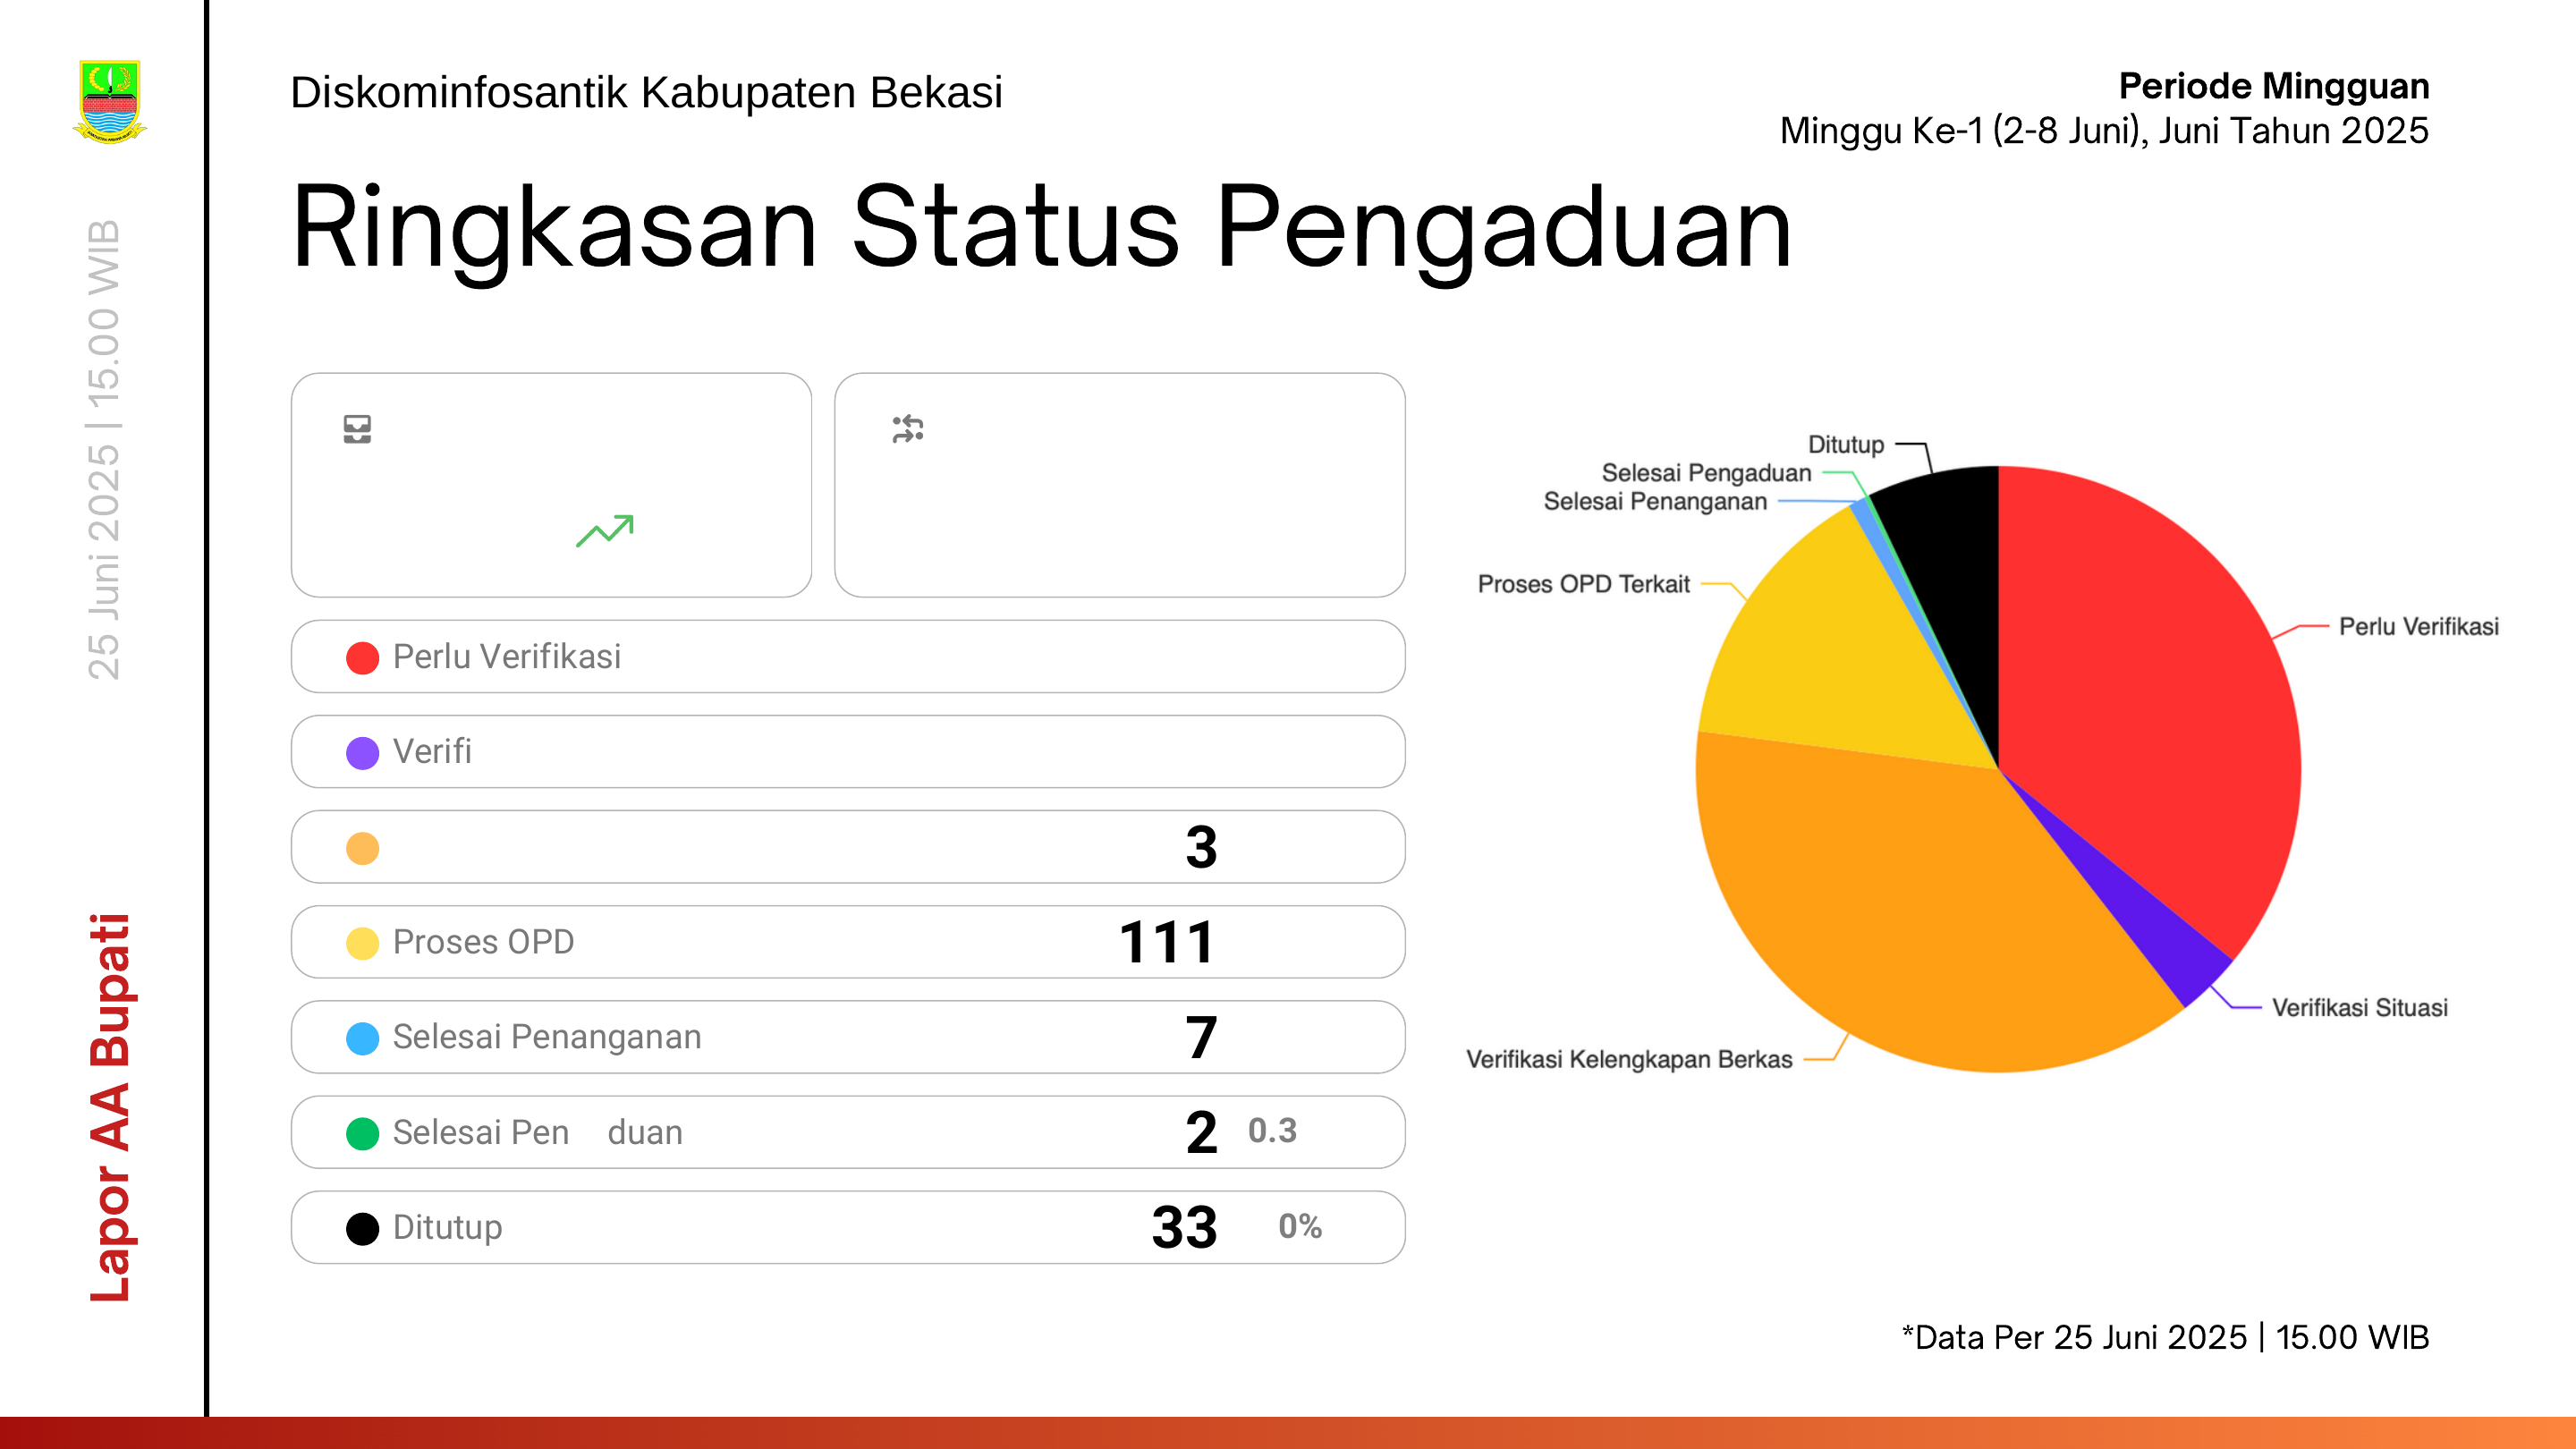 Diskominfosantik Kabupaten Bekasi
Periode Mingguan
Minggu Ke-1 (2-8 Juni), Juni Tahun 2025
Ringkasan Status Pengaduan
25 Juni 2025 | 15.00 WIB
Lapor AA Bupati
Perlu Verifikasi
Verifi
3
Proses OPD 111
Selesai Penanganan 7
Selesai Pen duan 2 0.3
Ditutup 33 0%
Ditutup
Selesai Pengaduan
Selesai Penanganan
Proses OPD Terkait
Perlu Verifikasi
Verifikasi Situasi
Verifikasi Kelengkapan Berkas
*Data Per 25 Juni 2025 | 15.00 WIB